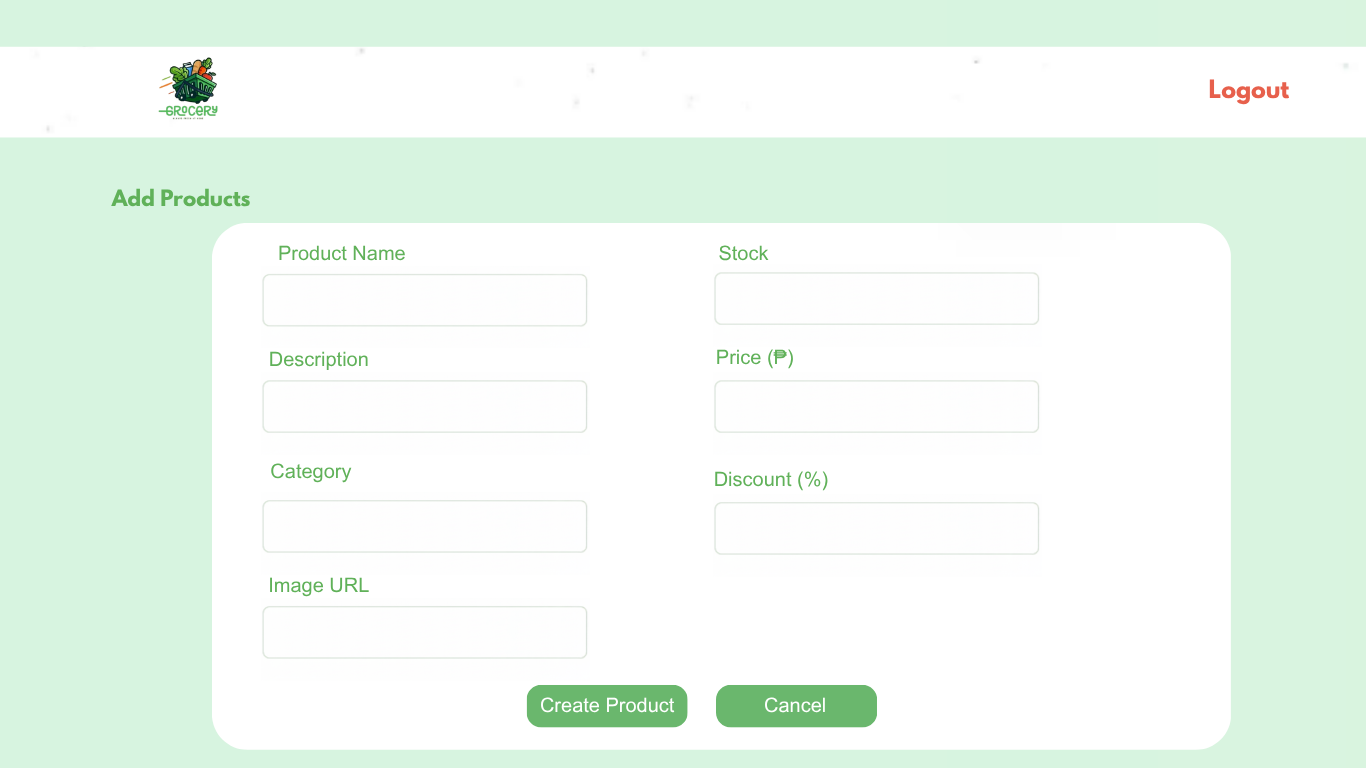 GROCERY
Logout
Add Products
Product Name
Stock
Description
Price (₱)
Category
Discount (%)
Image URL
Create Product
Cancel